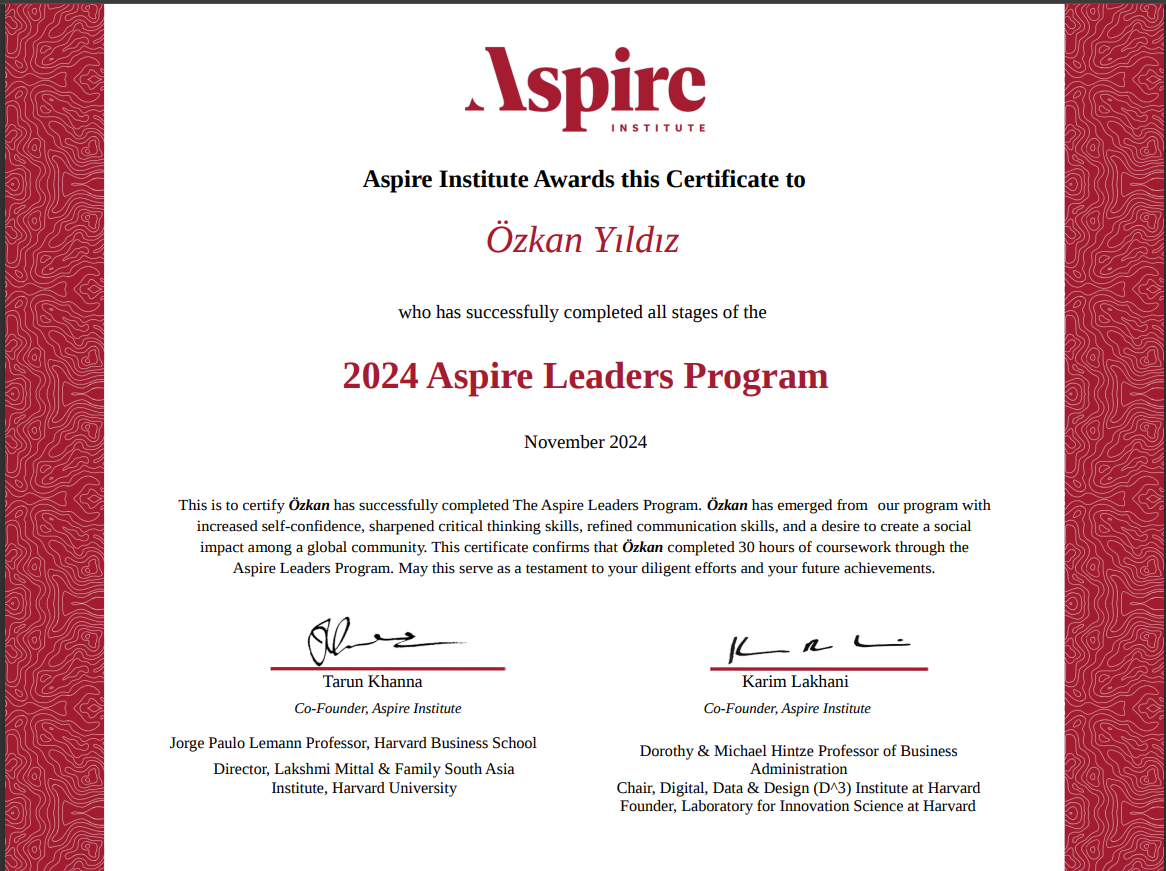 Aspire
INSTITUTE
Aspire Institute Awards this Certificate to
Özkan Yıldız
who has successfully completed all stages of the
2024 Aspire Leaders Program
November 2024
This is to certify Özkan has successfully completed The Aspire Leaders Program. Özkan has emerged from our program with
increased self-confidence, sharpened critical thinking skills, refined communication skills, and a desire to create a social
impact among a global community. This certificate confirms that Özkan completed 30 hours of coursework through the
Aspire Leaders Program. May this serve as a testament to your diligent efforts and your future achievements.
Tarun Khanna
Co-Founder, Aspire Institute
Jorge Paulo Lemann Professor, Harvard Business School
Director, Lakshmi Mittal & Family South Asia
Institute, Harvard University
Karim Lakhani
Co-Founder, Aspire Institute
Dorothy & Michael Hintze Professor of Business
Administration
Chair, Digital, Data & Design (D^3) Institute at Harvard
Founder, Laboratory for Innovation Science at Harvard